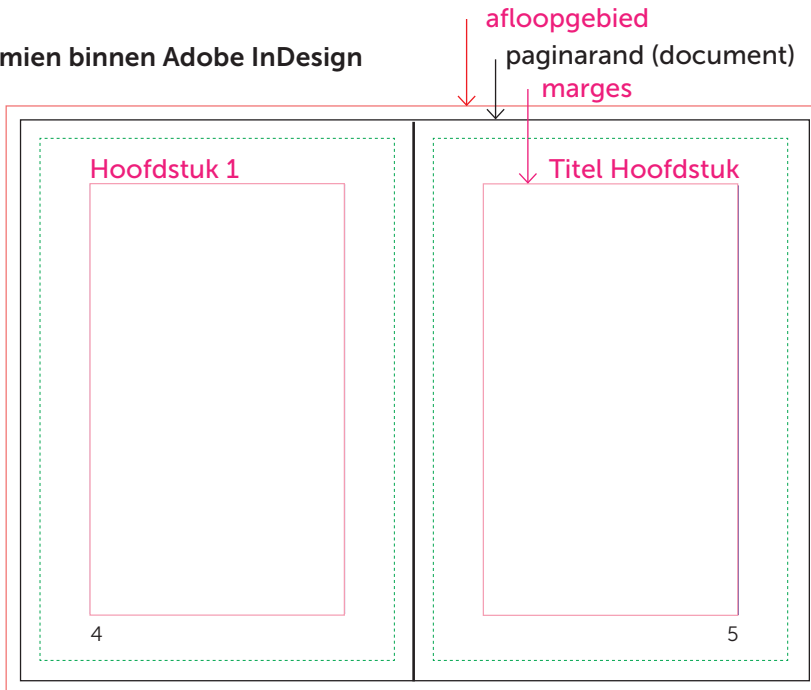 afloopgebied
mien binnen Adobe InDesign
paginarand (document)
marges
Hoofdstuk 1
Titel Hoofdstuk
4
5